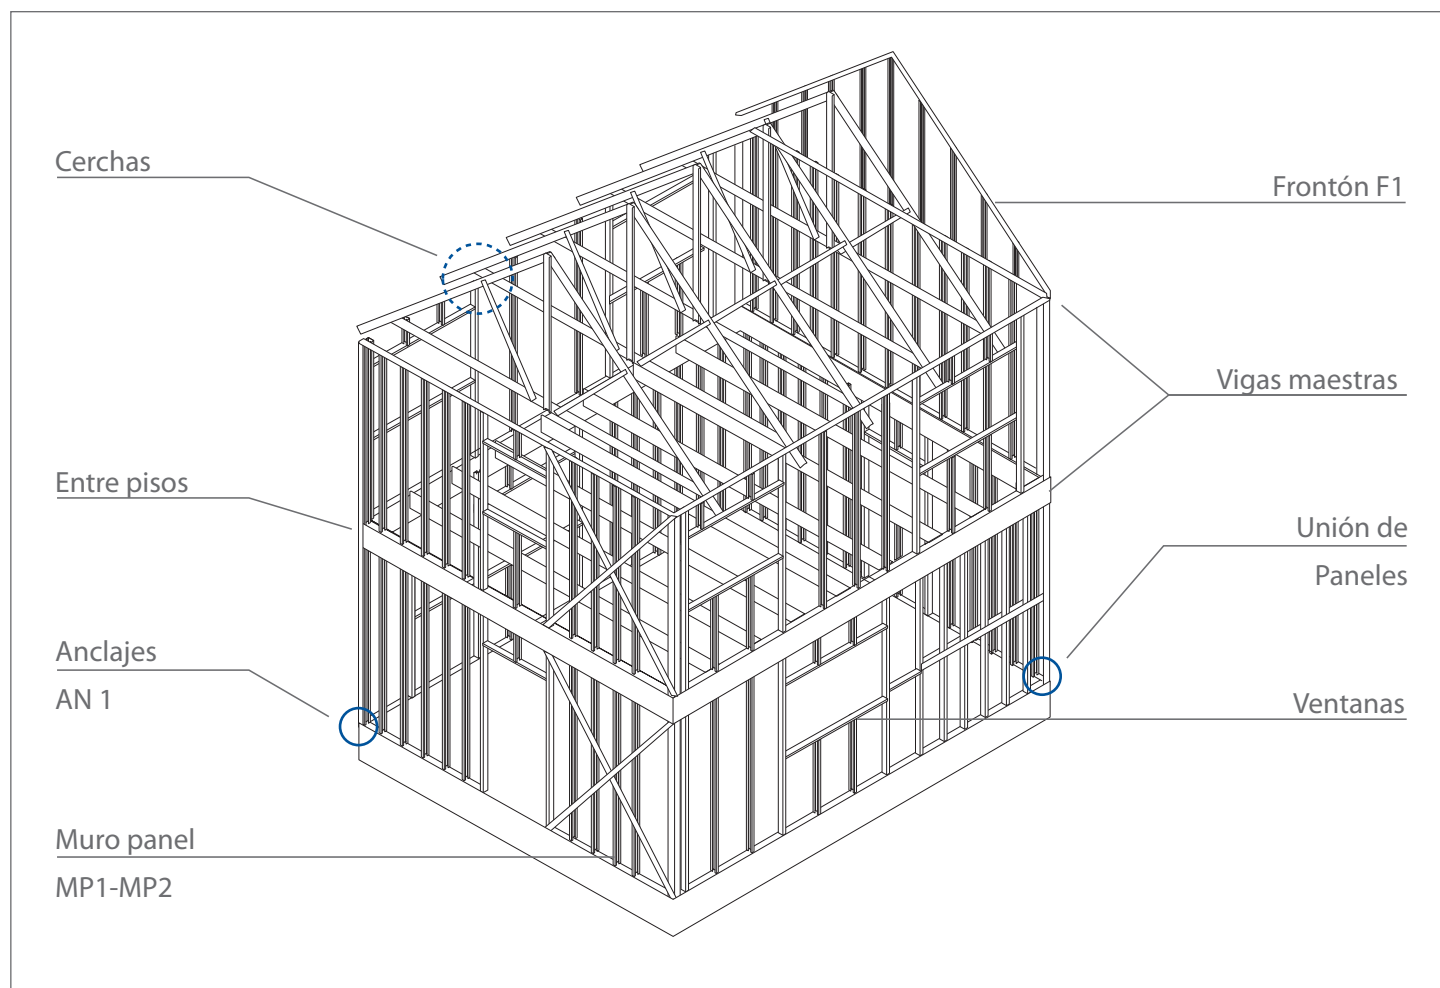 Cerchas
Frontón F1
Vigas maestras
Entre pisos
Unión de
Paneles
Anclajes
AN 1
Ventanas
Muro panel
MP1-MP2